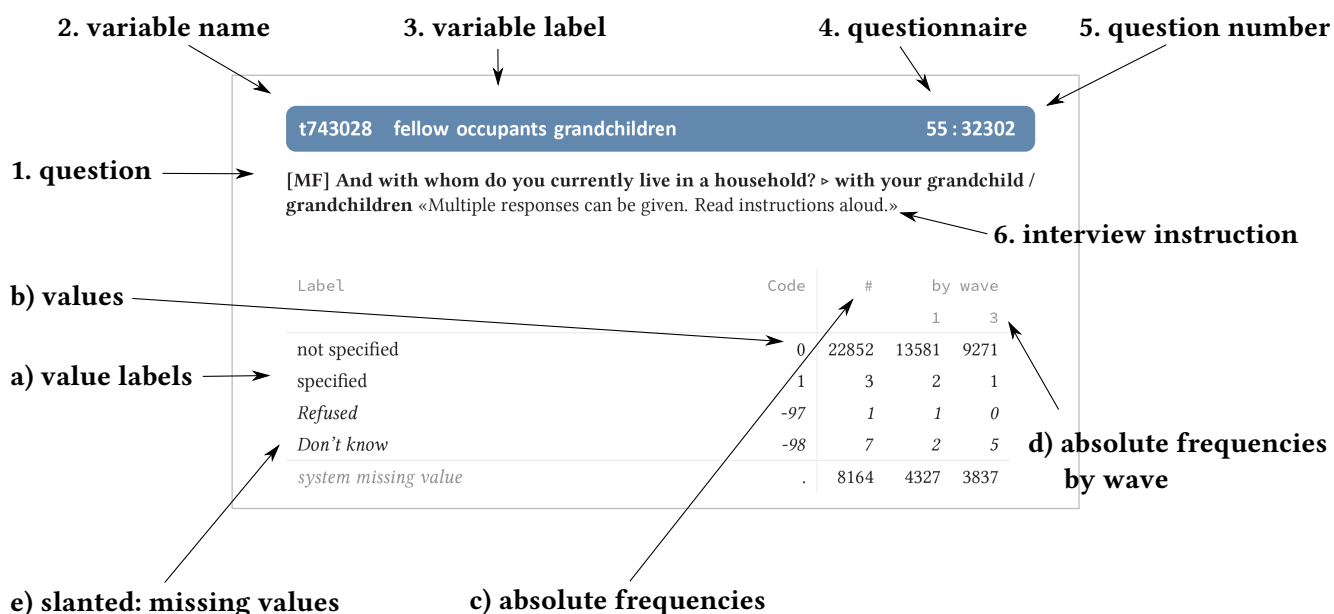 2. variable name 3. variable label 4. questionnaire 5. question number
t743028 fellow occupants grandchildren 55 : 32302
1. question
[MF] And with whom do you currently live in a household? ▹ with your grandchild /
grandchildren «Multiple responses can be given. Read instructions aloud.»
6. interview instruction
Label Code # by wave
b) values
1 3
not specified 0 22852 13581 9271
a) value labels
specified 1 3 2 1
Refused -97 1 1 0
Don't know -98 7 2 5
d) absolute frequencies
by wave
system missing value . 8164 4327 3837
e) slanted: missing values c) absolute frequencies